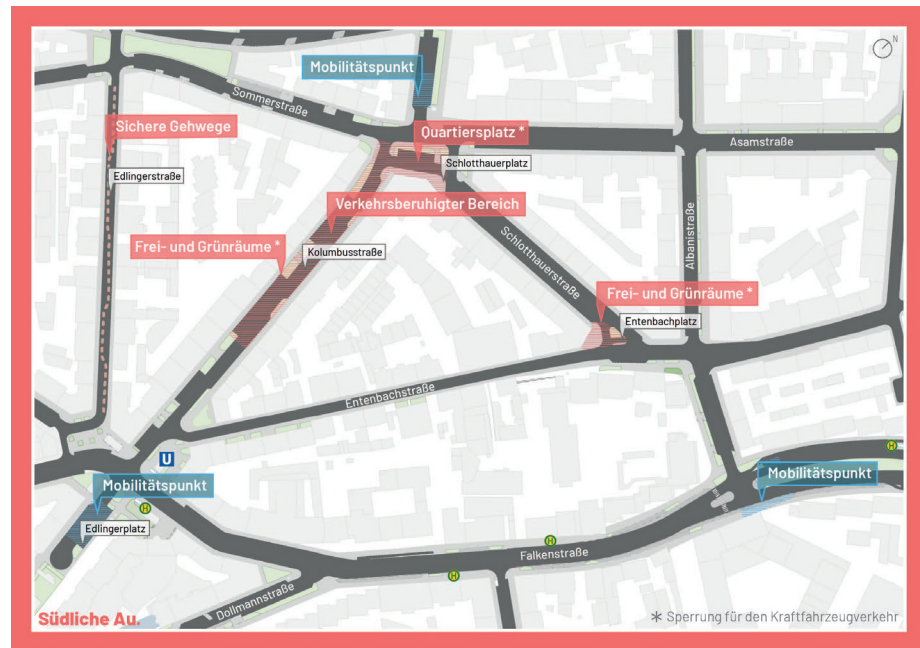 N
Mobilitätspunkt
Sommerstraße
Sichere Gehwege
Quartiersplatz *
Asamstraße
Schlotthauerplatz
Edlingerstraße
Verkehrsberuhigter Bereich
Albanistraße
Schlotthauerstraße
Frei- und Grünräume *
Kolumbusstraße
Frei- und Grünräume *
Entenbachplatz
Entenbachstraße
U
H
Mobilitätspunkt
Mobilitätspunkt
H
Edlingerplatz
H
Falkenstraße
H
Dollmannstraße
Südliche Au.
* Sperrung für den Kraftfahrzeugverkehr